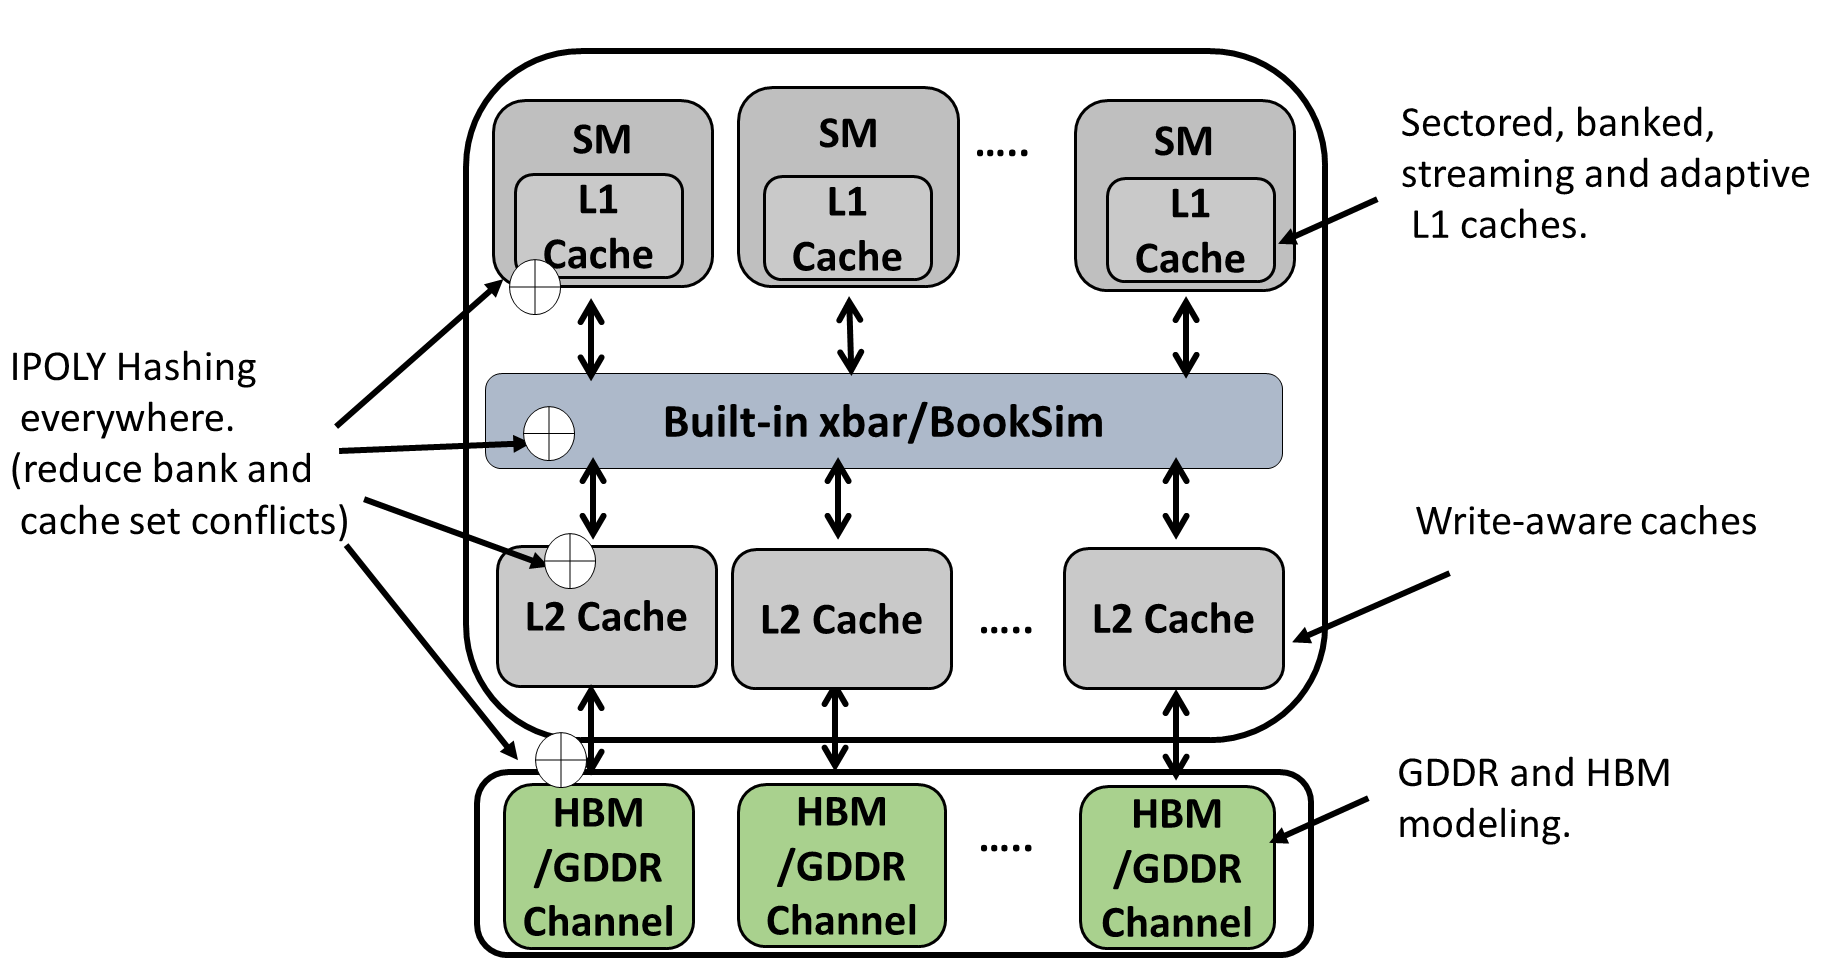 SM
L1
Cache
SM
L1
Cache
.....
SM
L1
Cache
Sectored, banked,
streaming and adaptive
L1 caches.
IPOLY Hashing
everywhere.
(reduce bank and
cache set conflicts)
Built-in xbar/BookSim
Write-aware caches
L2 Cache
L2 Cache
.....
L2 Cache
GDDR and HBM
modeling.
HBM
/GDDR
Channel
HBM
/GDDR
Channel
.....
HBM
/GDDR
Channel